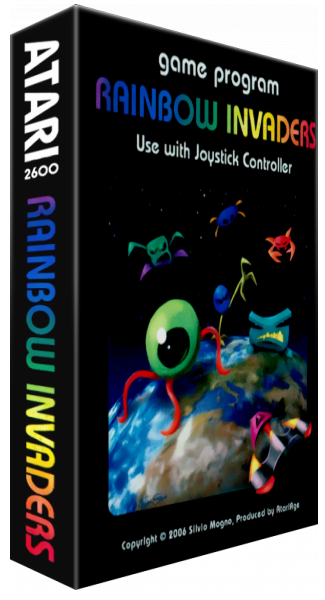 ATARI
2600
RAINBOW INVADERS
game program
RAINBOW INVADERS
Use with Joystick Controller
Copyright © 2006 Silvio Mogno, Produced by AtariAge